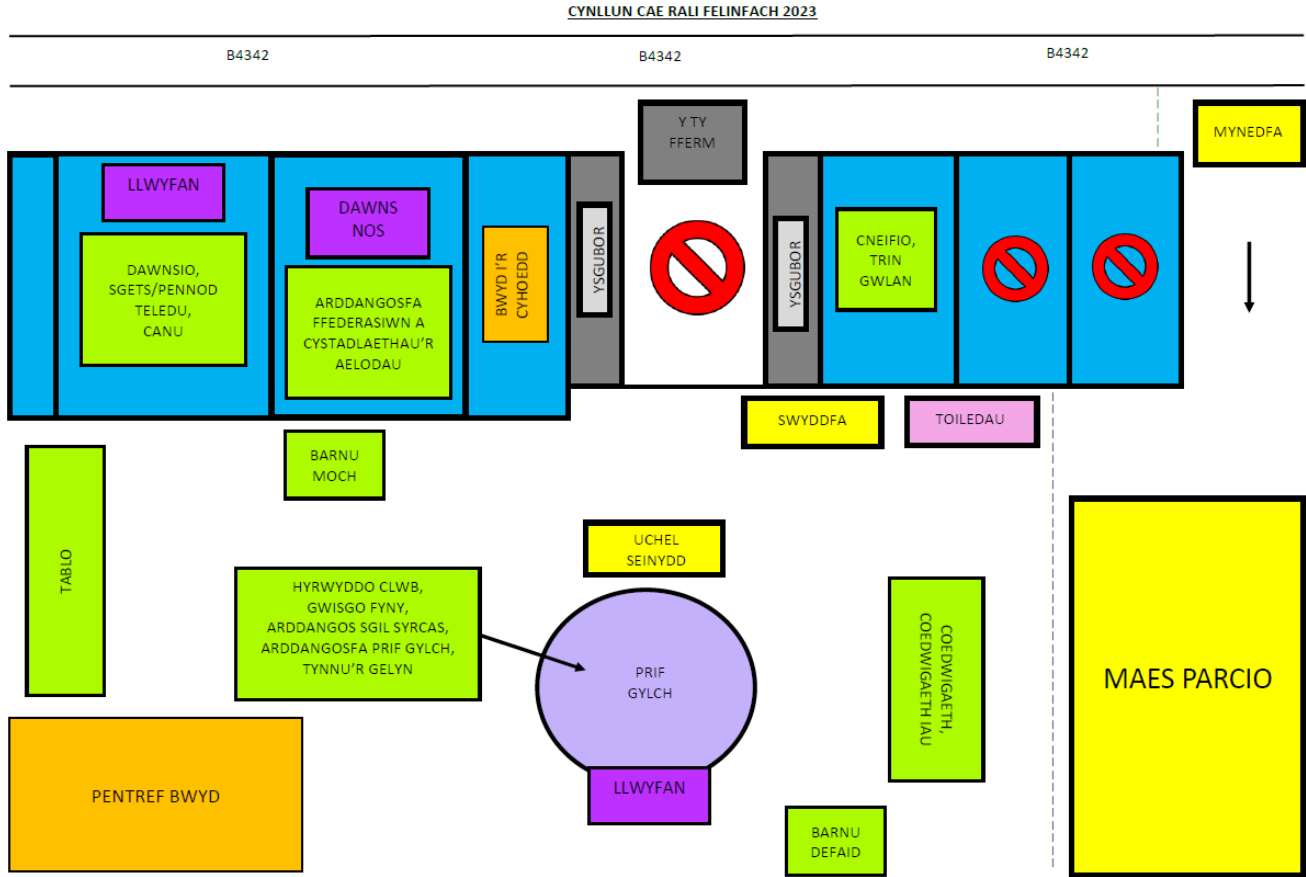 CYNLLUN CAE RALI FELINFACH 2023
B4342
B4342
B4342
Y TY
FFERM
MYNEDFA
LLWYFAN
DAWNS
NOS
DAWNSIO,
SGETS/PENNOD
TELEDU,
CANU
ARDDANGOSFA
FFEDERASIWN A
CYSTADLAETHAU'R
AELODAU
BWYD I'R
CYHOEDD
YSGUBOR
YSGUBOR
CNEIFIO,
TRIN
GWLAN
SWYDDFA
TOILEDAU
BARNU
MOCH
TABLO
UCHEL
SEINYDD
HYRWYDDO CLWB,
GWISGO FYNY,
ARDDANGOS SGIL SYRCAS,
ARDDANGOSFA PRIF GYLCH,
TYNNU'R GELYN
PRIF
GYLCH
COEDWIGAETH,
COEDWIGAETH IAU
MAES PARCIO
PENTREF BWYD
LLWYFAN
BARNU
DEFAID